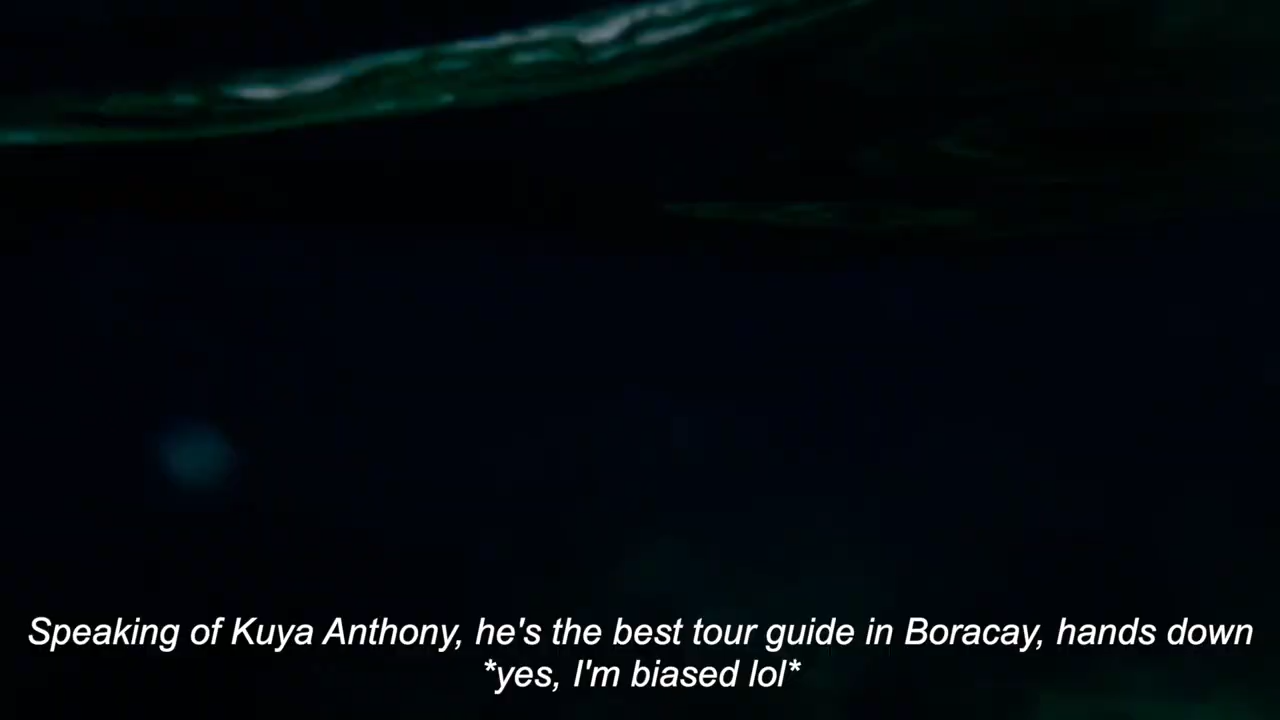 Speaking of Kuya Anthony, he's the best tour guide in Boracay, hands down
*yes, I'm biased lol*